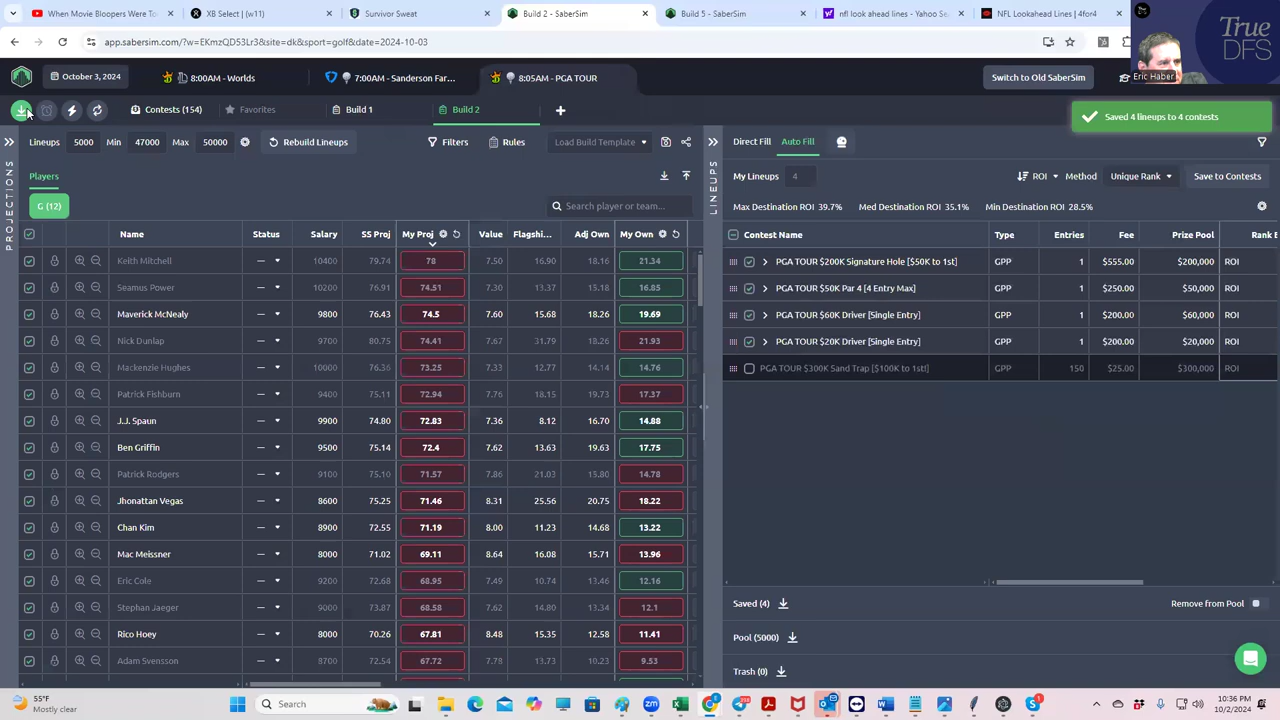 When Movie Bloopers Were To
XB Select | (w11)
Survivor Sweat
Build 2 - SaberSim
Build 5 - SaberSim
nfl look ahead lines - Yahoo Se
NFL Lookahead Lines | 4for4
app.sabersim.com/?w=EKmzQD53Lr3&site=dk&sport=golf&date=2024-10-03
True
DFS
Eric Haber
October 3, 2024
8:00AM - Worlds
7:00AM - Sanderson Far...
8:05AM - PGA TOUR
Switch to Old SaberSim
Contests (154)
Favorites
Build 1
Build 2
Saved 4 lineups to 4 contests
Lineups 5000 Min 47000 Max 50000 Rebuild Lineups
Filters
Rules
Load Build Template
Direct Fill
Auto Fill
PROJECTIONS
LINEUPS
Players
My Lineups 4
ROI Method Unique Rank Save to Contests
G (12)
Search player or team...
Max Destination ROI 39.7% Med Destination ROI 35.1% Min Destination ROI 28.5%
Name Status Salary SS Proj My Proj Value Flagshi... Adj Own My Own
Keith Mitchell — 10400 79.74 78 7.50 16.90 18.16 21.34
Seamus Power — 10200 76.91 74.51 7.30 13.37 15.18 16.85
Maverick McNealy — 9800 76.43 74.5 7.60 15.68 18.26 19.69
Nick Dunlap — 9700 80.75 74.41 7.67 31.79 14.51 21.93
Mackenzie Hughes — 10000 76.96 73.25 7.33 12.77 14.14 14.76
Patrick Fishburn — 9400 75.11 72.94 7.76 18.15 19.73 17.37
J.J. Spaun — 9900 74.80 72.83 7.36 8.12 16.70 14.88
Ben Griffin — 9500 75.14 72.4 7.62 13.63 19.63 17.75
Patrick Rodgers — 9100 75.10 71.57 7.86 21.03 15.80 14.78
Jhonattan Vegas — 8600 75.25 71.46 8.31 25.56 20.75 18.22
Chan Kim — 8900 72.55 71.19 8.00 11.23 14.68 13.22
Mac Meissner — 8000 71.02 69.11 8.64 16.08 15.71 13.96
Eric Cole — 9200 72.68 68.95 7.49 10.74 13.46 12.16
Stephan Jaeger — 9000 73.87 68.58 7.62 14.80 13.34 12.1
Rico Hoey — 8000 70.26 67.81 8.48 15.35 12.58 11.41
Adam Svensson — 8700 72.54 67.72 7.78 13.73 10.23 9.53
Contest Name Type Entries Fee Prize Pool Rank E
PGA TOUR $200K Signature Hole [$50K to 1st] GPP 1 $555.00 $200,000 ROI
PGA TOUR $50K Par 4 [4 Entry Max] GPP 1 $250.00 $50,000 ROI
PGA TOUR $60K Driver [Single Entry] GPP 1 $200.00 $60,000 ROI
PGA TOUR $20K Driver [Single Entry] GPP 1 $200.00 $20,000 ROI
PGA TOUR $300K Sand Trap [$100K to 1st!] GPP 150 $25.00 $300,000 ROI
Saved (4)
Remove from Pool
Pool (5000)
Trash (0)
55°F
Mostly clear
Search
10:36 PM
10/2/2024